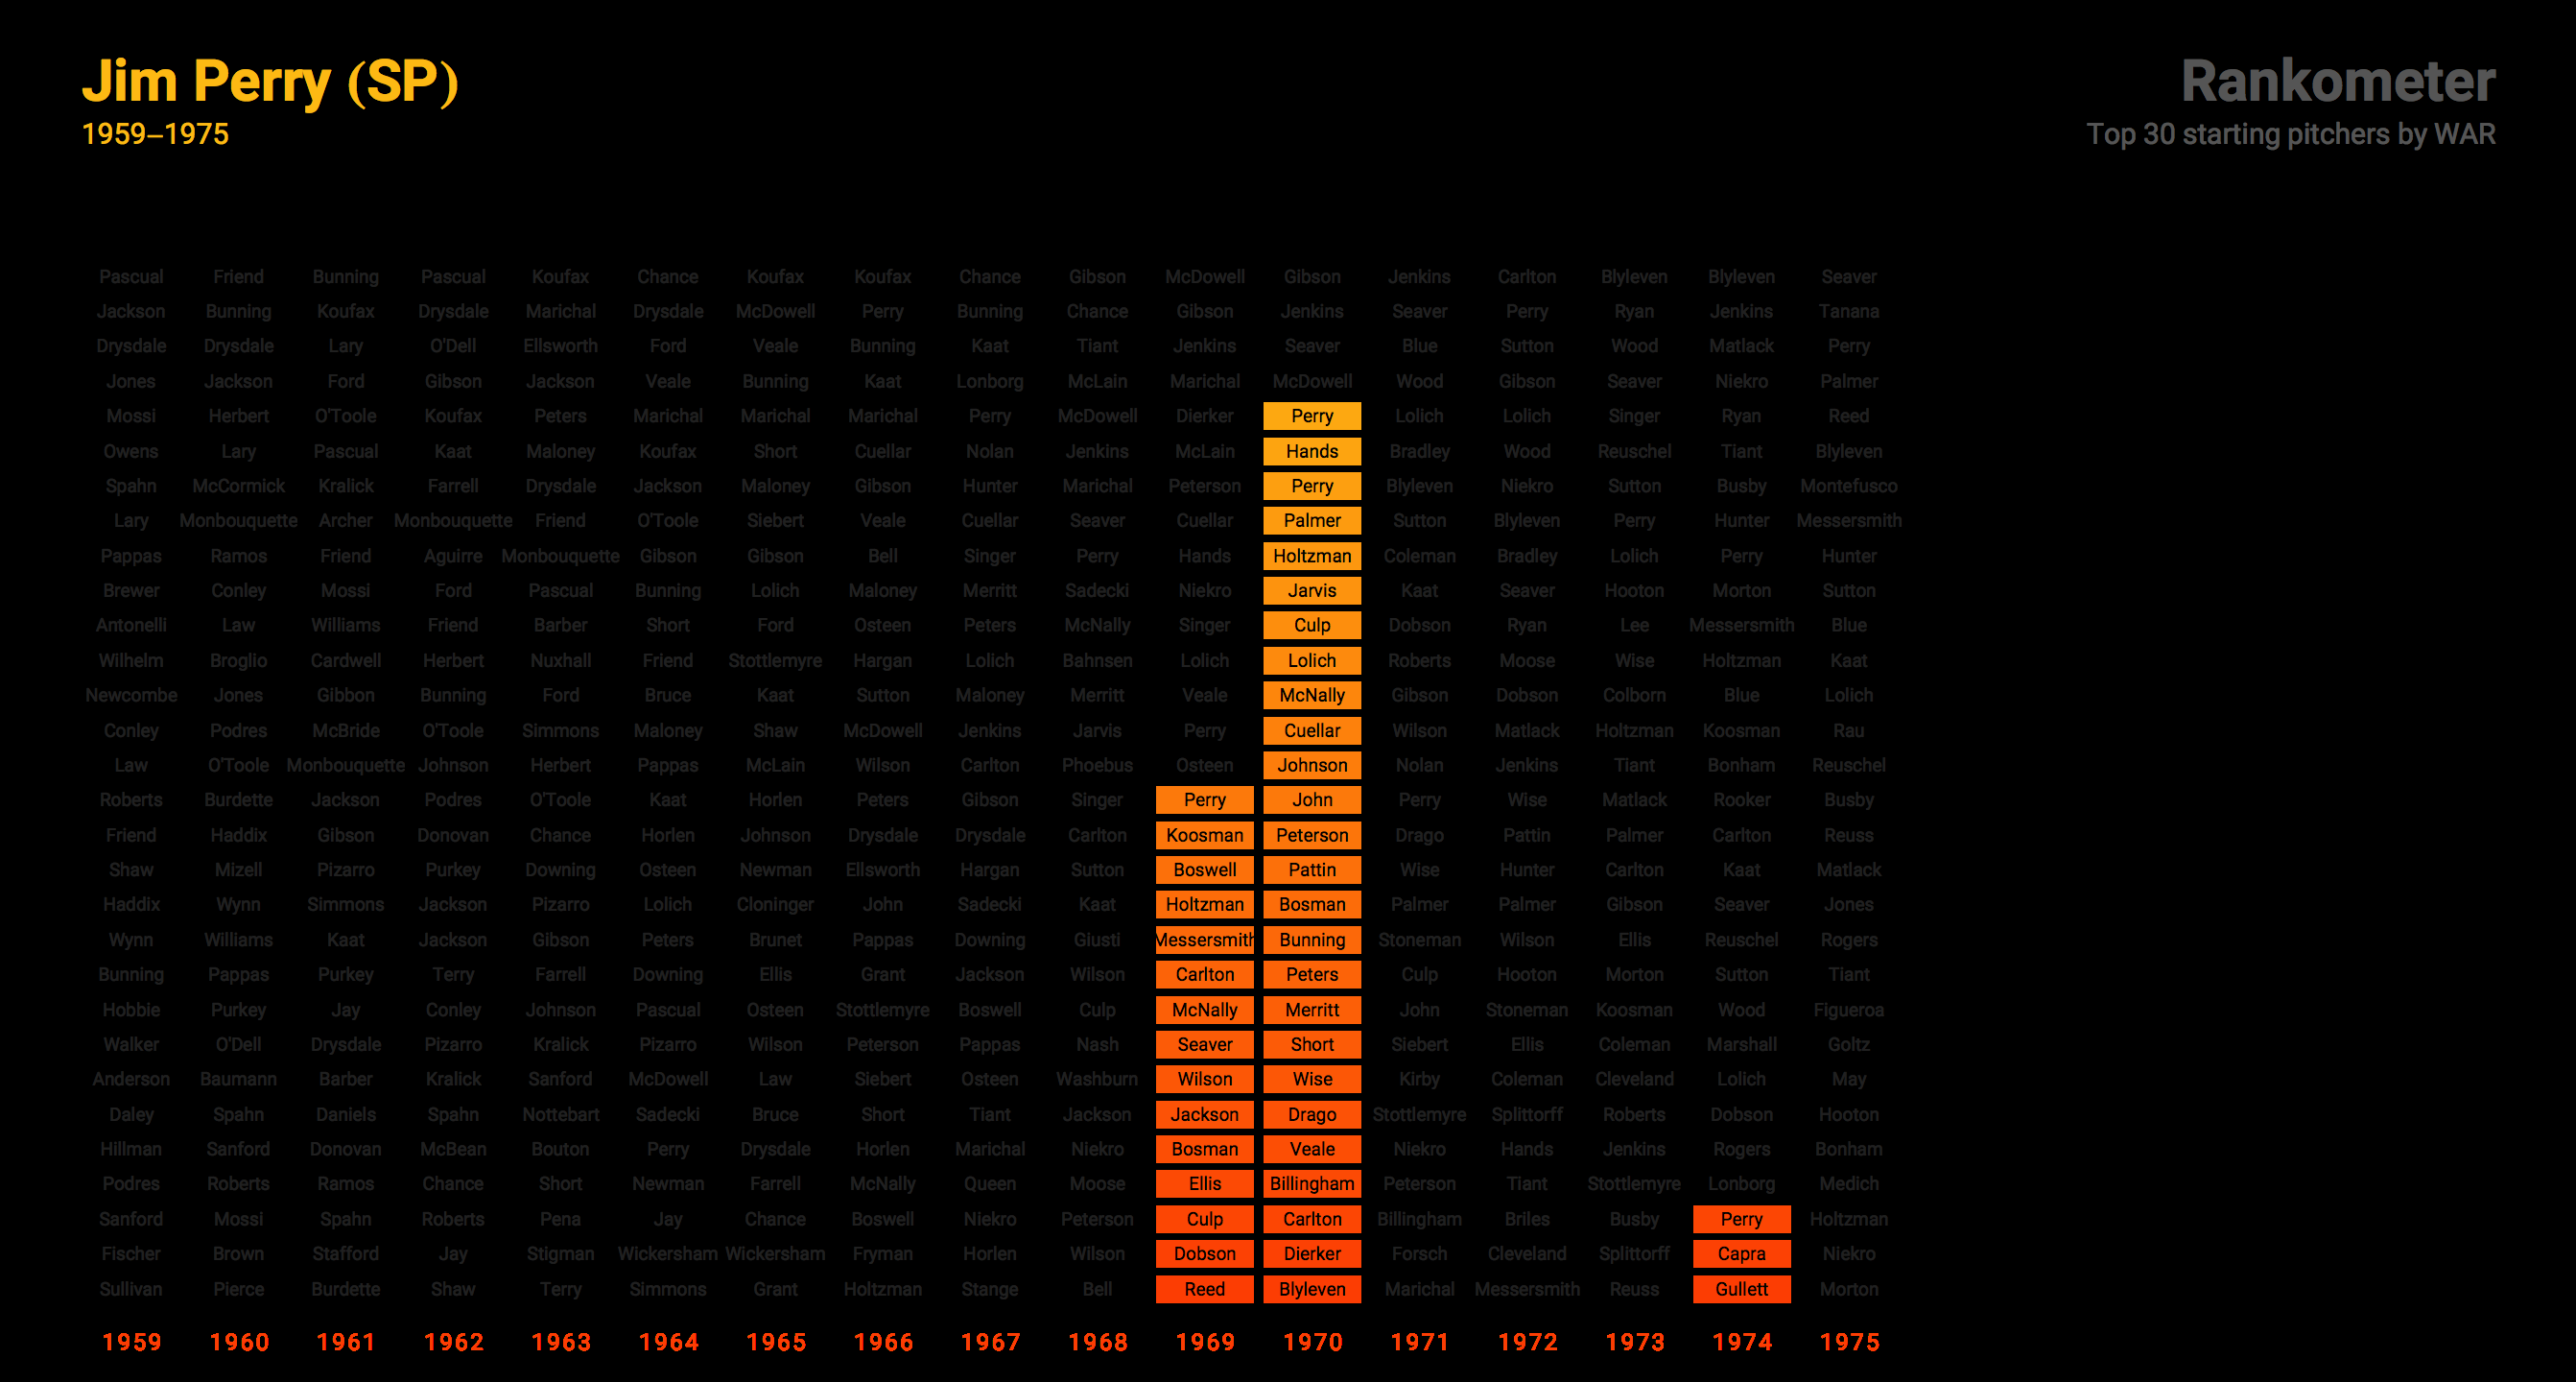 Jim Perry (SP)
1959–1975
Rankometer
Top 30 starting pitchers by WAR
Pascual Friend Bunning Pascual Koufax Chance Koufax Koufax Chance Gibson McDowell Gibson Jenkins Carlton Blyleven Blyleven Seaver
Jackson Bunning Koufax Drysdale Marichal Drysdale McDowell Perry Bunning Chance Gibson Jenkins Seaver Perry Ryan Jenkins Tanana
Drysdale Drysdale Lary O'Dell Ellsworth Ford Veale Bunning Kaat Tiant Jenkins Seaver Blue Sutton Wood Matlack Perry
Jones Jackson Ford Gibson Jackson Veale Bunning Kaat Lonborg McLain Marichal McDowell Wood Gibson Seaver Niekro Palmer
Mossi Herbert O'Toole Koufax Peters Marichal Marichal Marichal Perry McDowell Dierker Perry Lolich Lolich Singer Ryan Reed
Owens Lary Pascual Kaat Maloney Koufax Short Cuellar Nolan Jenkins McLain Hands Bradley Wood Reuschel Tiant Blyleven
Spahn McCormick Kralick Farrell Drysdale Jackson Maloney Gibson Hunter Marichal Peterson Perry Blyleven Niekro Sutton Busby Montefusco
Lary Monbouquette Archer Monbouquette Friend O'Toole Siebert Veale Cuellar Seaver Cuellar Palmer Sutton Blyleven Perry Hunter Messersmith
Pappas Ramos Friend Aguirre Monbouquette Gibson Gibson Bell Singer Perry Hands Holtzman Coleman Bradley Lolich Perry Hunter
Brewer Conley Mossi Ford Pascual Bunning Lolich Maloney Merritt Sadecki Niekro Jarvis Kaat Seaver Hooton Morton Sutton
Antonelli Law Williams Friend Barber Short Ford Osteen Peters McNally Singer Culp Dobson Ryan Lee Messersmith Blue
Wilhelm Broglio Cardwell Herbert Nuxhall Friend Stottlemyre Hargan Lolich Bahnsen Lolich Lolich Roberts Moose Wise Holtzman Kaat
Newcombe Jones Gibbon Bunning Ford Bruce Kaat Sutton Maloney Merritt Veale McNally Gibson Dobson Colborn Blue Lolich
Conley Podres McBride O'Toole Simmons Maloney Shaw McDowell Jenkins Jarvis Perry Cuellar Wilson Matlack Holtzman Koosman Rau
Law O'Toole Monbouquette Johnson Herbert Pappas McLain Wilson Carlton Phoebus Osteen Johnson Nolan Jenkins Tiant Bonham Reuschel
Roberts Burdette Jackson Podres O'Toole Kaat Horlen Peters Gibson Singer Perry John Perry Wise Matlack Rooker Busby
Friend Haddix Gibson Donovan Chance Horlen Johnson Drysdale Drysdale Carlton Koosman Peterson Drago Pattin Palmer Carlton Reuss
Shaw Mizell Pizarro Purkey Downing Osteen Newman Ellsworth Hargan Sutton Boswell Pattin Wise Hunter Carlton Kaat Matlack
Haddix Wynn Simmons Jackson Pizarro Lolich Cloninger John Sadecki Kaat Holtzman Bosman Palmer Palmer Gibson Seaver Jones
Wynn Williams Kaat Jackson Gibson Peters Brunet Pappas Downing Giusti Messersmith Bunning Stoneman Wilson Ellis Reuschel Rogers
Bunning Pappas Purkey Terry Farrell Downing Ellis Grant Jackson Wilson Carlton Peters Culp Hooton Morton Sutton Tiant
Hobbie Purkey Jay Conley Johnson Pascual Osteen Stottlemyre Boswell Culp McNally Merritt John Stoneman Koosman Wood Figueroa
Walker O'Dell Drysdale Pizarro Kralick Pizarro Wilson Peterson Pappas Nash Seaver Short Siebert Ellis Coleman Marshall Goltz
Anderson Baumann Barber Kralick Sanford McDowell Law Siebert Osteen Washburn Wilson Wise Kirby Coleman Cleveland Lolich May
Daley Spahn Daniels Spahn Nottebart Sadecki Bruce Short Tiant Jackson Jackson Drago Stottlemyre Splittorff Roberts Dobson Hooton
Hillman Sanford Donovan McBean Bouton Perry Drysdale Horlen Marichal Niekro Bosman Veale Niekro Hands Jenkins Rogers Bonham
Podres Roberts Ramos Chance Short Newman Farrell McNally Queen Moose Ellis Billingham Peterson Tiant Stottlemyre Lonborg Medich
Sanford Mossi Spahn Roberts Pena Jay Chance Boswell Niekro Peterson Culp Carlton Billingham Briles Busby Perry Holtzman
Fischer Brown Stafford Jay Stigman Wickersham Wickersham Fryman Horlen Wilson Dobson Dierker Forsch Cleveland Splittorff Capra Niekro
Sullivan Pierce Burdette Shaw Terry Simmons Grant Holtzman Stange Bell Reed Blyleven Marichal Messersmith Reuss Gullett Morton
1959 1960 1961 1962 1963 1964 1965 1966 1967 1968 1969 1970 1971 1972 1973 1974 1975